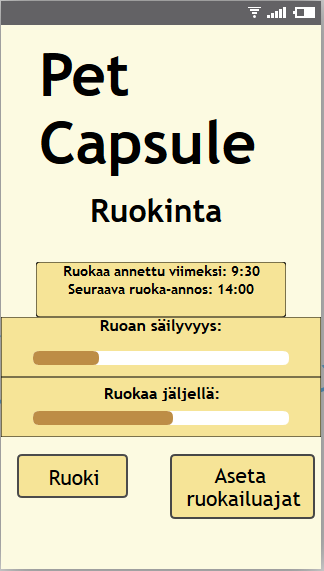 Pet
Capsule
Ruokinta
Ruokaa annettu viimeksi: 9:30
Seuraava ruoka-annos: 14:00
Ruoan säilyvyys:
Ruokaa jäljellä:
Ruoki
Aseta
ruokailuajat